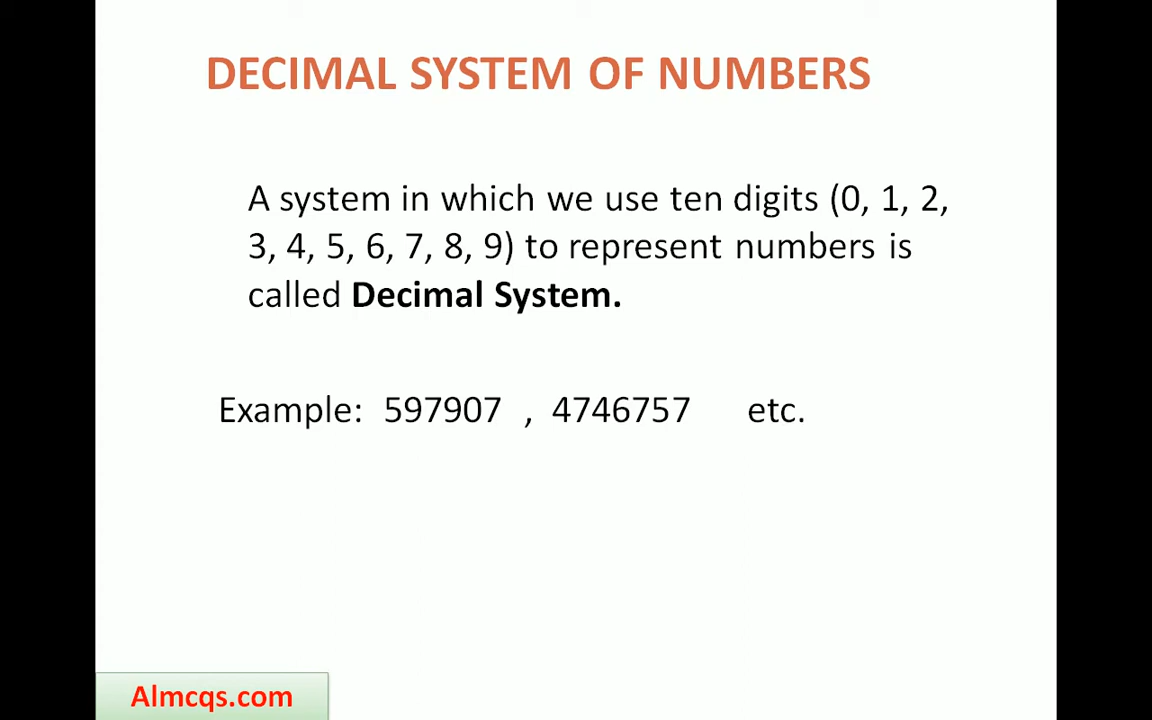 DECIMAL SYSTEM OF NUMBERS
A system in which we use ten digits (0, 1, 2,
3, 4, 5, 6, 7, 8, 9) to represent numbers is
called Decimal System.
Example: 597907 , 4746757 etc.
Almcqs.com